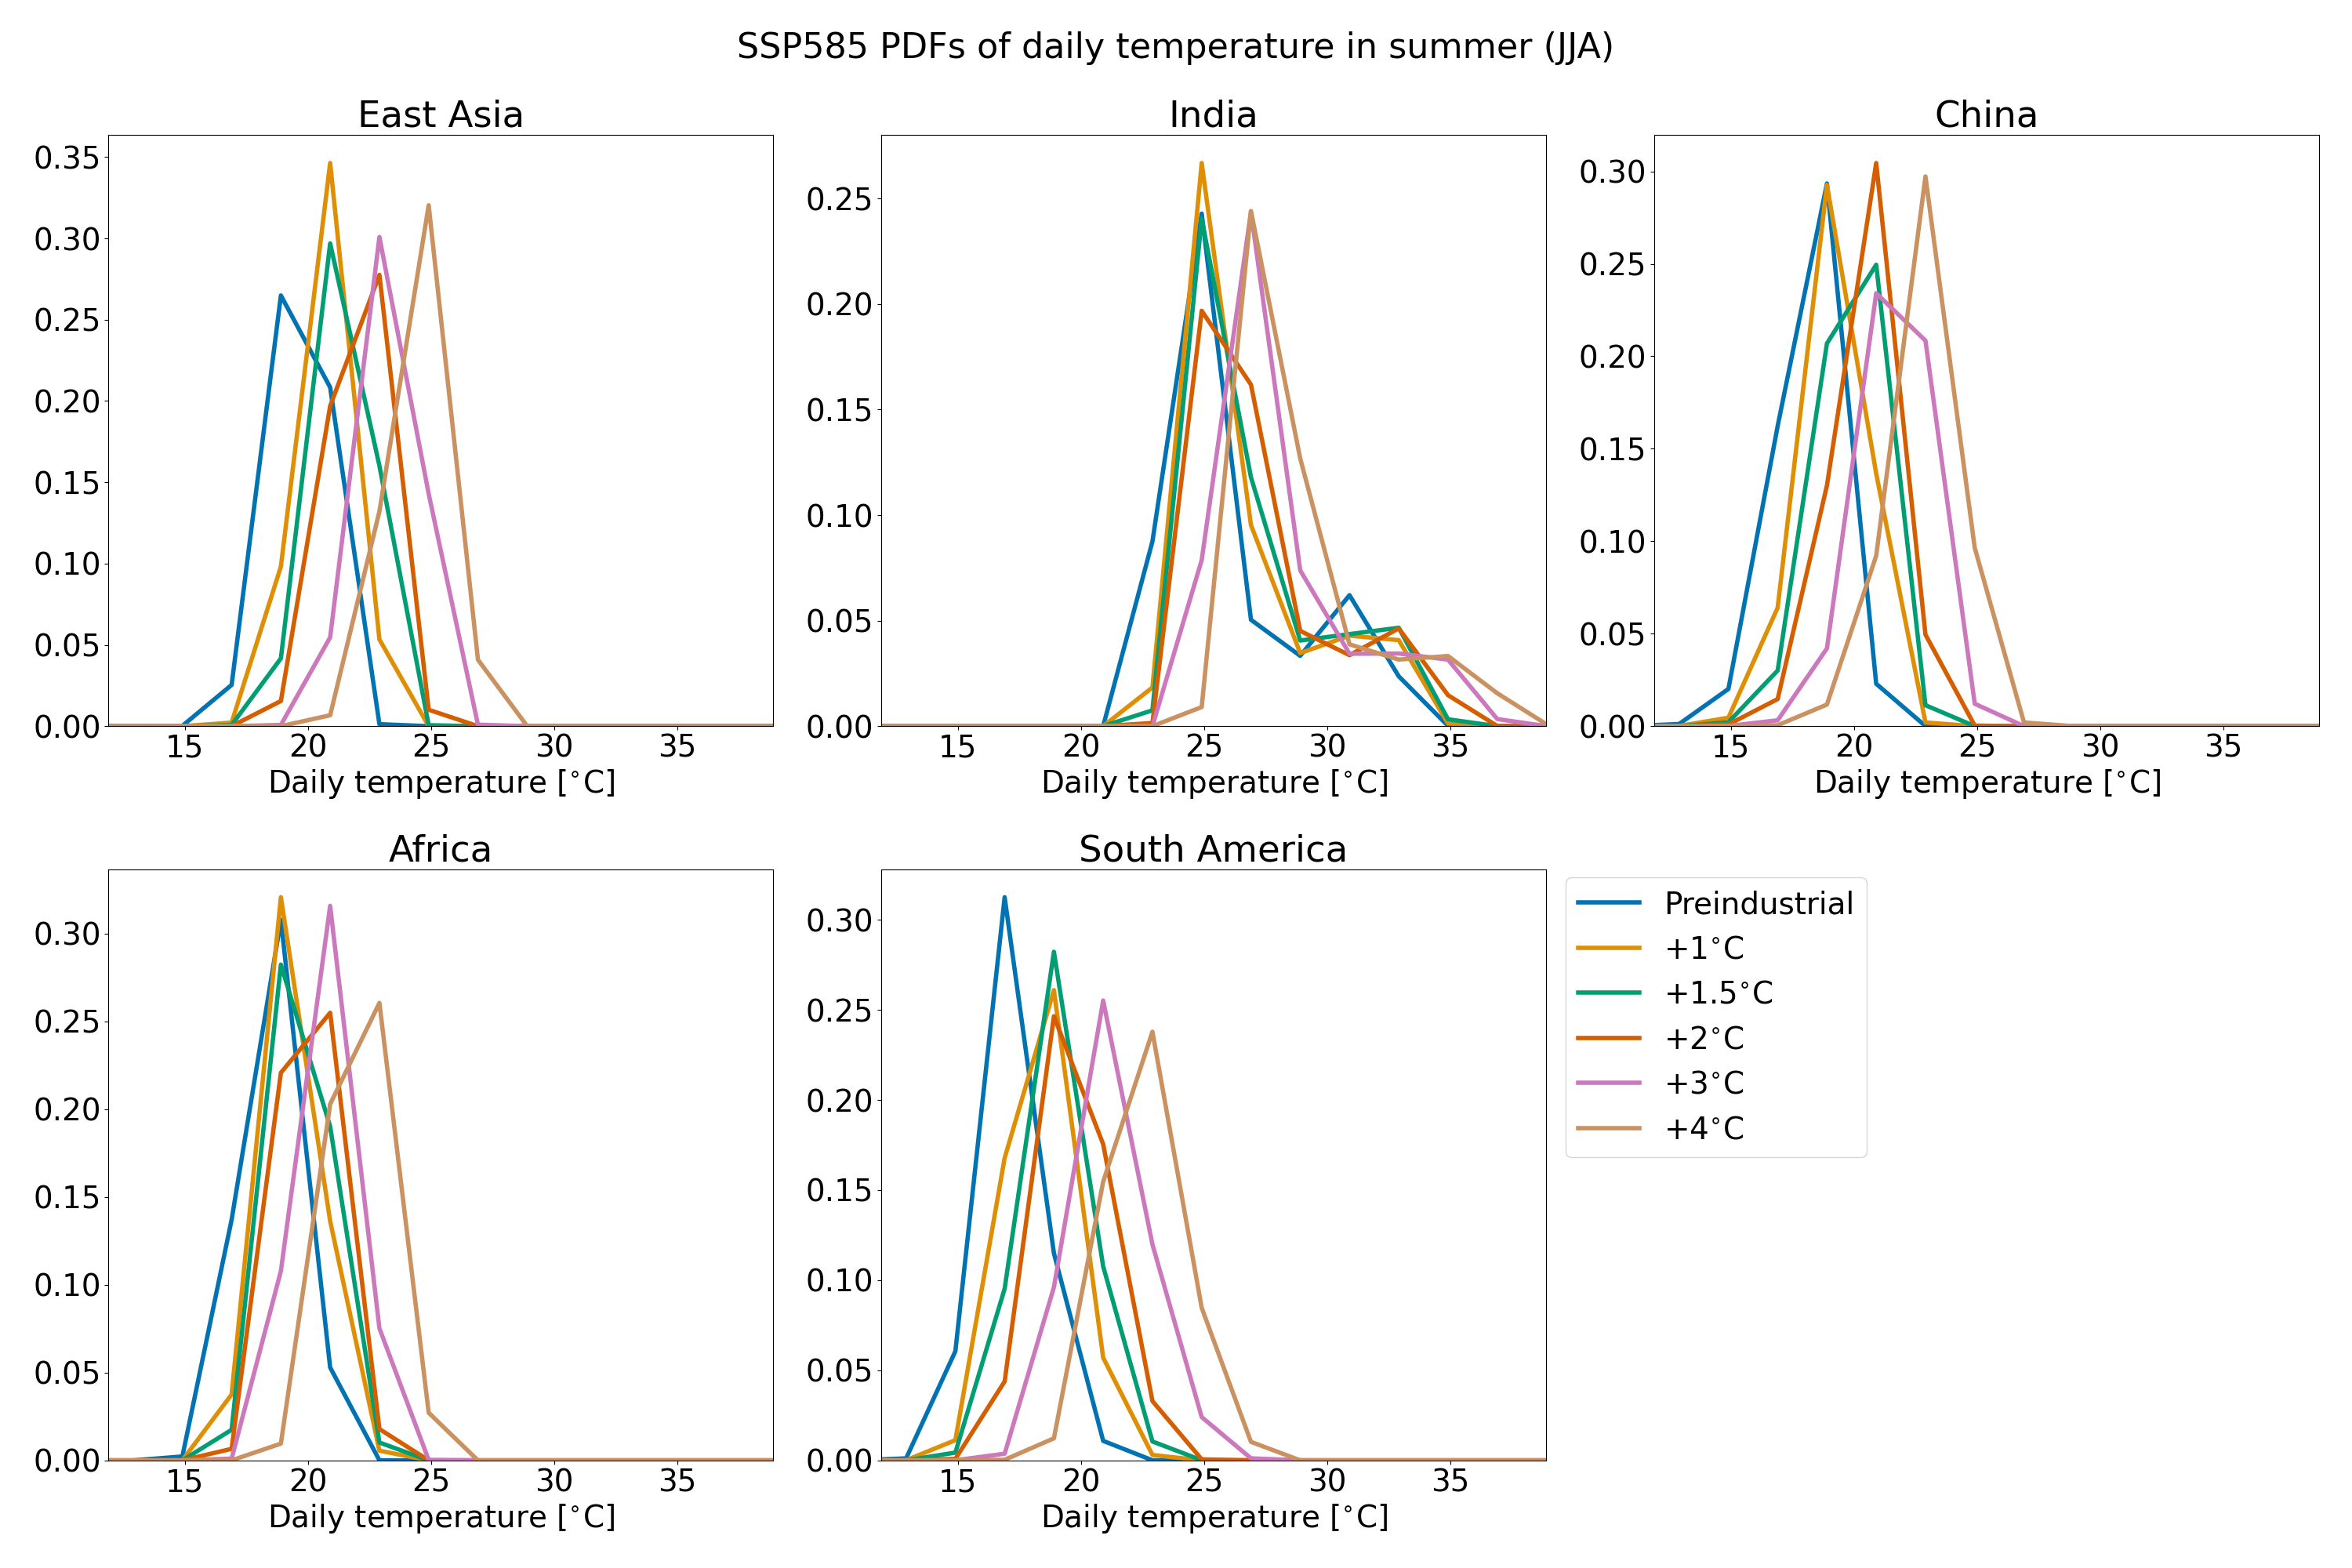 SSP585 PDFs of daily temperature in summer (JJA)
East Asia
0.35
0.30
0.25
0.20
0.15
0.10
0.05
0.00
15 20 25 30 35
Daily temperature [°C]
India
0.25
0.20
0.15
0.10
0.05
0.00
15 20 25 30 35
Daily temperature [°C]
China
0.30
0.25
0.20
0.15
0.10
0.05
0.00
15 20 25 30 35
Daily temperature [°C]
Africa
0.30
0.25
0.20
0.15
0.10
0.05
0.00
15 20 25 30 35
Daily temperature [°C]
South America
0.30
0.25
0.20
0.15
0.10
0.05
0.00
15 20 25 30 35
Daily temperature [°C]
Preindustrial
+1°C
+1.5°C
+2°C
+3°C
+4°C